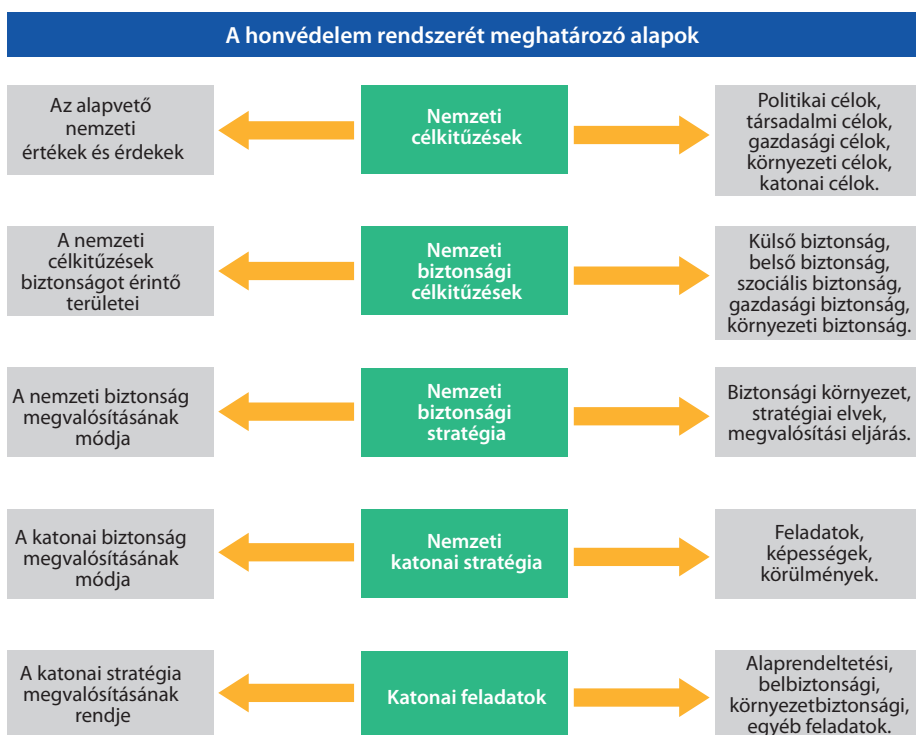 A honvédelem rendszerét meghatározó alapok
Az alapvető
nemzeti
értékek és érdekek
Nemzeti
célkitűzések
Politikai célok,
társadalmi célok,
gazdasági célok,
környezeti célok,
katonai célok.
A nemzeti
célkitűzések
biztonságot érintő
területei
Nemzeti
biztonsági
célkitűzések
Külső biztonság,
belső biztonság,
szociális biztonság,
gazdasági biztonság,
környezeti biztonság.
A nemzeti biztonság
megvalósításának
módja
Nemzeti
biztonsági
stratégia
Biztonsági környezet,
stratégiai elvek,
megvalósítási eljárás.
A katonai biztonság
megvalósításának
módja
Nemzeti
katonai stratégia
Feladatok,
képességek,
körülmények.
A katonai stratégia
megvalósításának
rendje
Katonai feladatok
Alaprendeltetési,
belbiztonsági,
környezetbiztonsági,
egyéb feladatok.